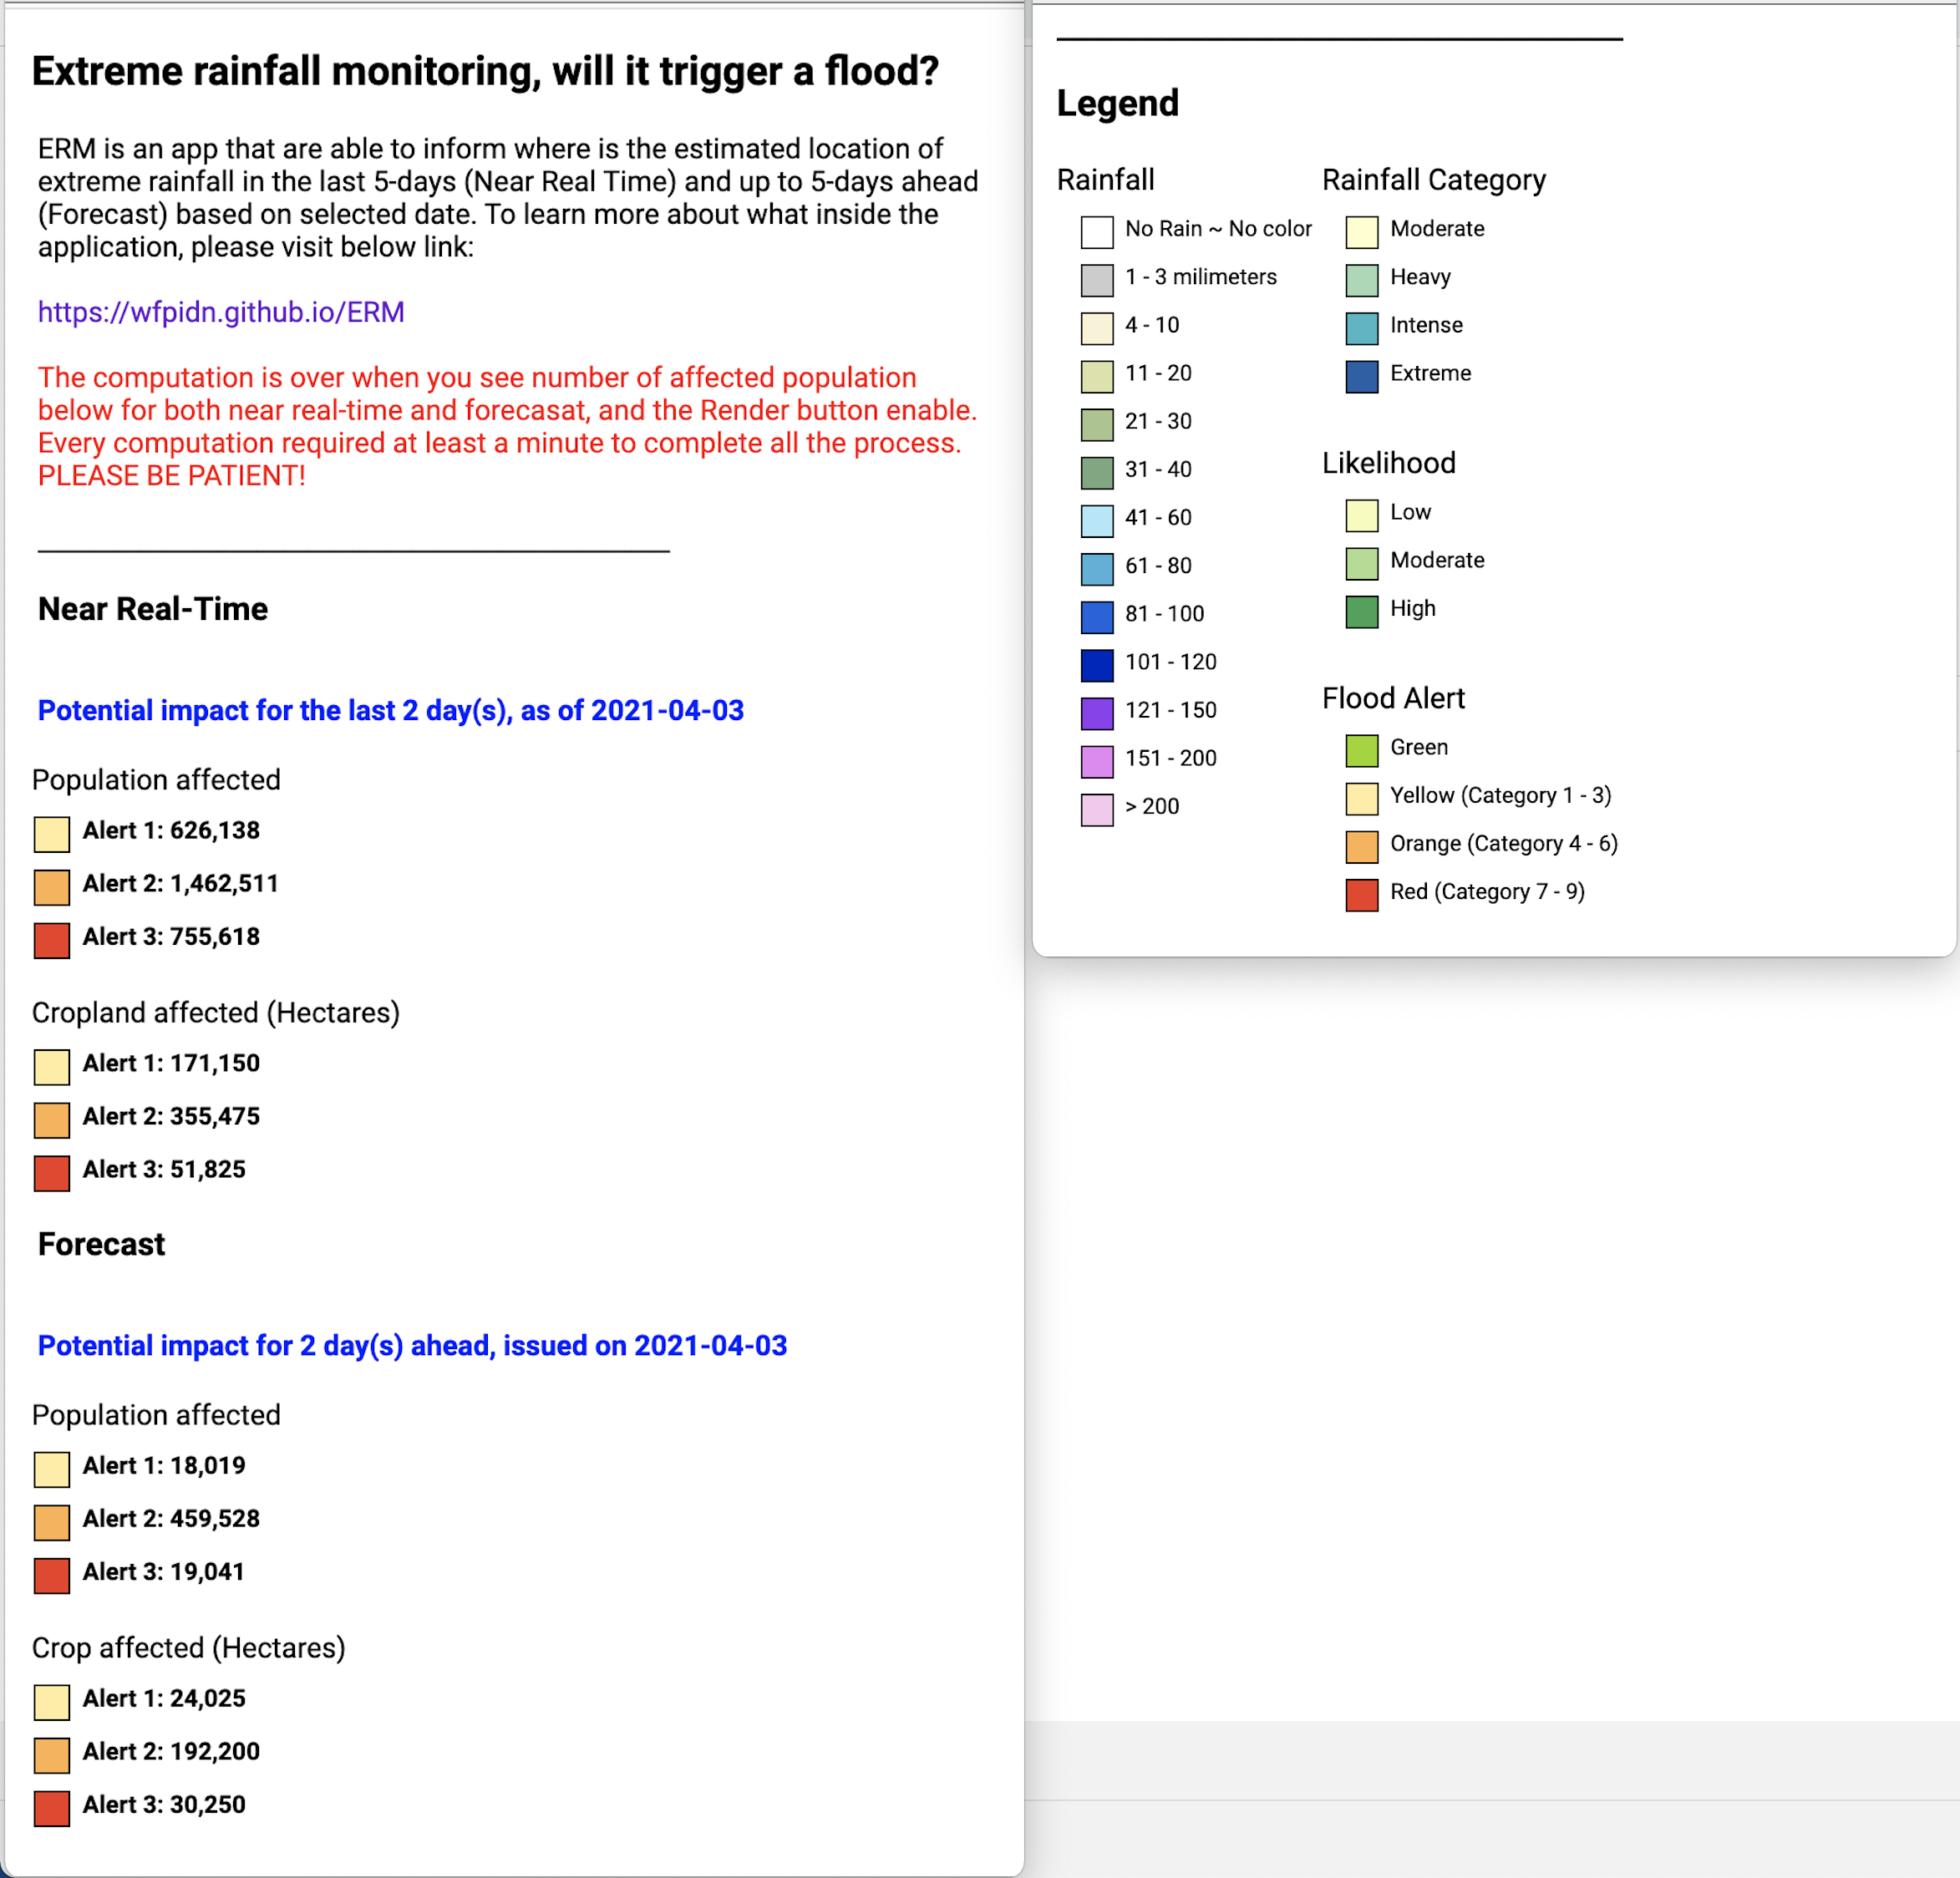 Extreme rainfall monitoring, will it trigger a flood?
ERM is an app that are able to inform where is the estimated location of
extreme rainfall in the last 5-days (Near Real Time) and up to 5-days ahead
(Forecast) based on selected date. To learn more about what inside the
application, please visit below link:
https://wfpidn.github.io/ERM
The computation is over when you see number of affected population
below for both near real-time and forecasat, and the Render button enable.
Every computation required at least a minute to complete all the process.
PLEASE BE PATIENT!
Near Real-Time
Potential impact for the last 2 day(s), as of 2021-04-03
Population affected
Alert 1: 626,138
Alert 2: 1,462,511
Alert 3: 755,618
Cropland affected (Hectares)
Alert 1: 171,150
Alert 2: 355,475
Alert 3: 51,825
Forecast
Potential impact for 2 day(s) ahead, issued on 2021-04-03
Population affected
Alert 1: 18,019
Alert 2: 459,528
Alert 3: 19,041
Crop affected (Hectares)
Alert 1: 24,025
Alert 2: 192,200
Alert 3: 30,250
Legend
Rainfall
No Rain ~ No color
1 - 3 milimeters
4 - 10
11 - 20
21 - 30
31 - 40
41 - 60
61 - 80
81 - 100
101 - 120
121 - 150
151 - 200
> 200
Rainfall Category
Moderate
Heavy
Intense
Extreme
Likelihood
Low
Moderate
High
Flood Alert
Green
Yellow (Category 1 - 3)
Orange (Category 4 - 6)
Red (Category 7 - 9)